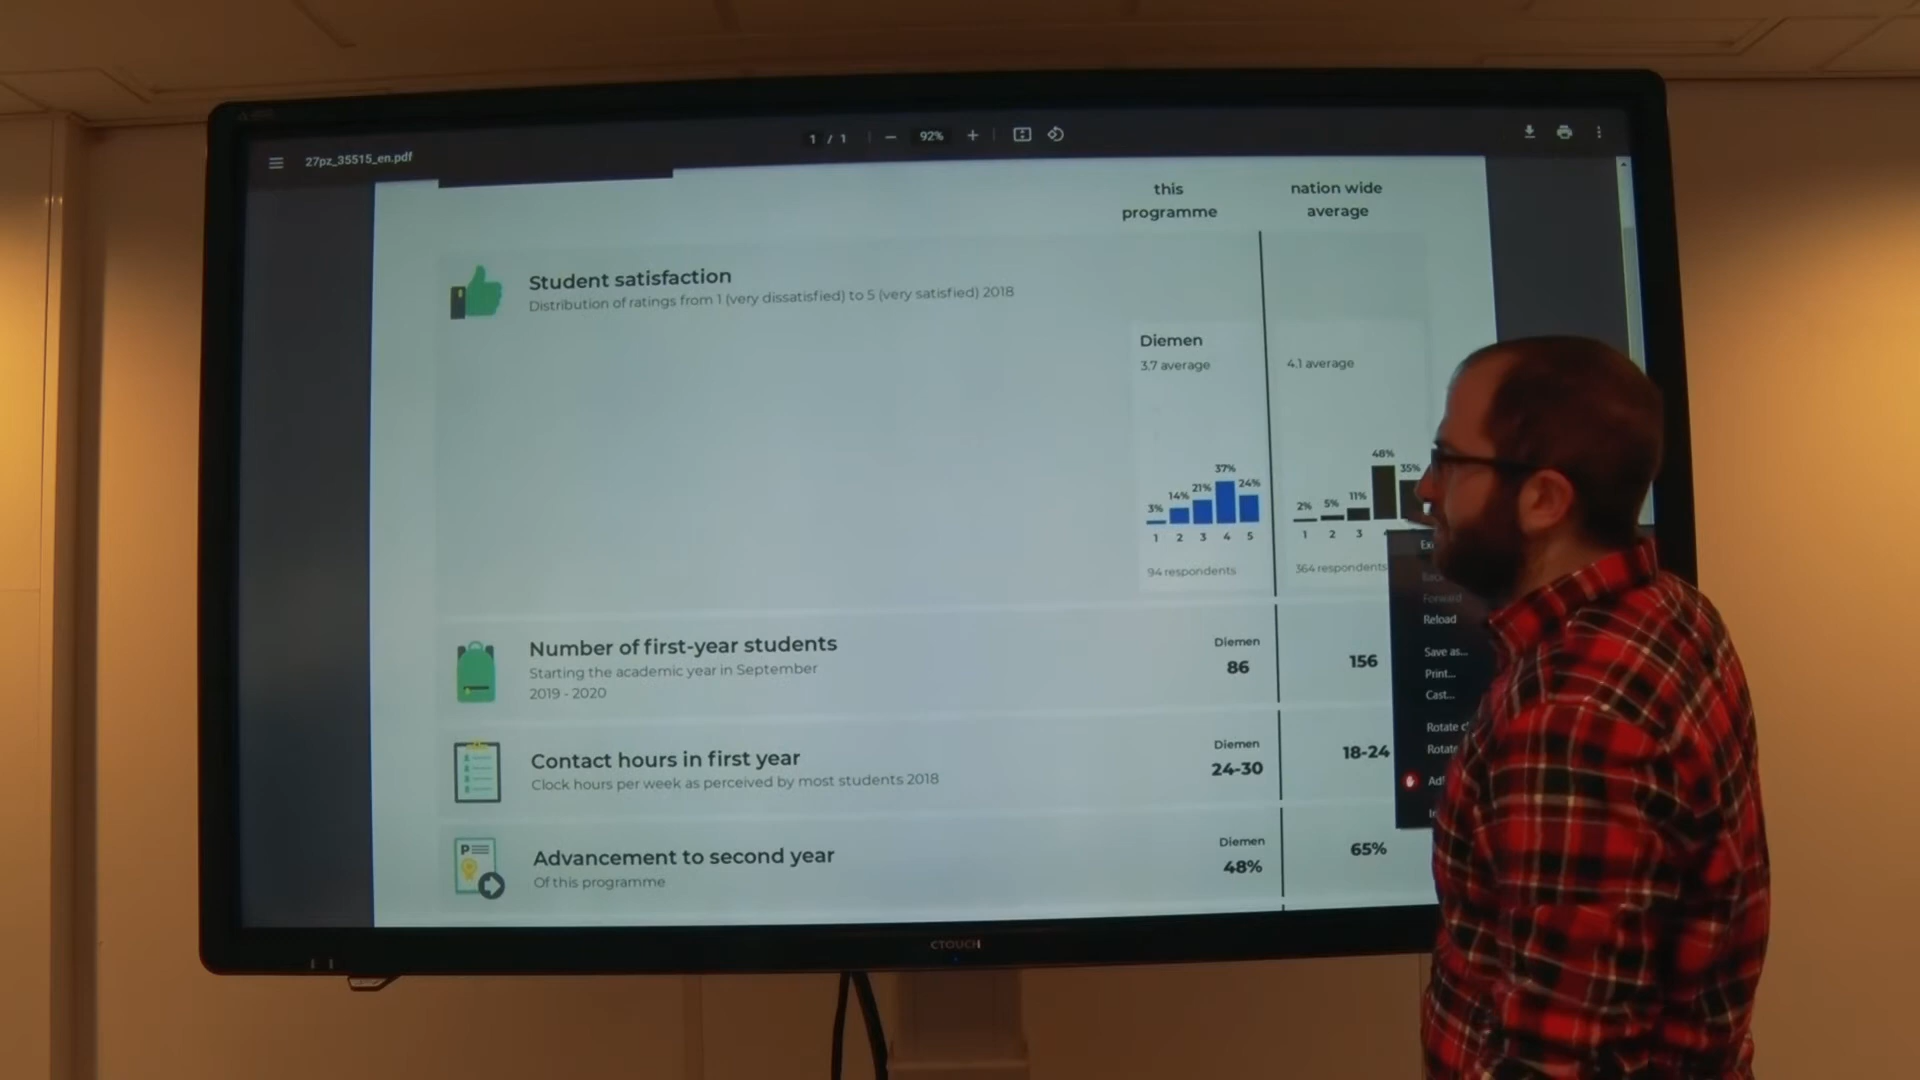 27pz_35515_en.pdf
1 / 1
92%
this programme
nation wide average
Student satisfaction
Distribution of ratings from 1 (very dissatisfied) to 5 (very satisfied) 2018
Diemen
3.7 average
4.1 average
3% 14% 21% 37% 24%
2% 5% 11% 48% 35%
1 2 3 4 5
1 2 3
94 respondents
364 respondents
Forward
Reload
Save as...
Print...
Cast...
Rotate
Rotate
Number of first-year students
Starting the academic year in September
2019 - 2020
Diemen
86
156
Contact hours in first year
Clock hours per week as perceived by most students 2018
Diemen
24-30
18-24
Advancement to second year
Of this programme
Diemen
48%
65%
CTOUCH